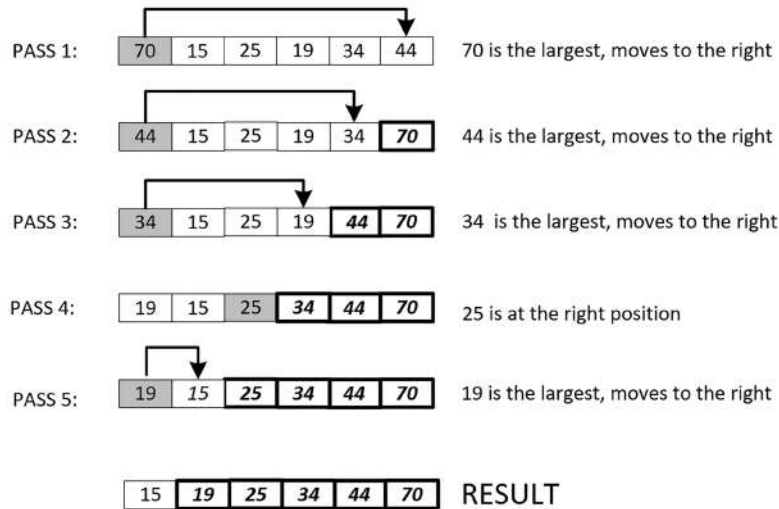 PASS 1: 70 15 25 19 34 44 70 is the largest, moves to the right
PASS 2: 44 15 25 19 34 70 44 is the largest, moves to the right
PASS 3: 34 15 25 19 44 70 34 is the largest, moves to the right
PASS 4: 19 15 25 34 44 70 25 is at the right position
PASS 5: 19 15 25 34 44 70 19 is the largest, moves to the right
15 19 25 34 44 70 RESULT